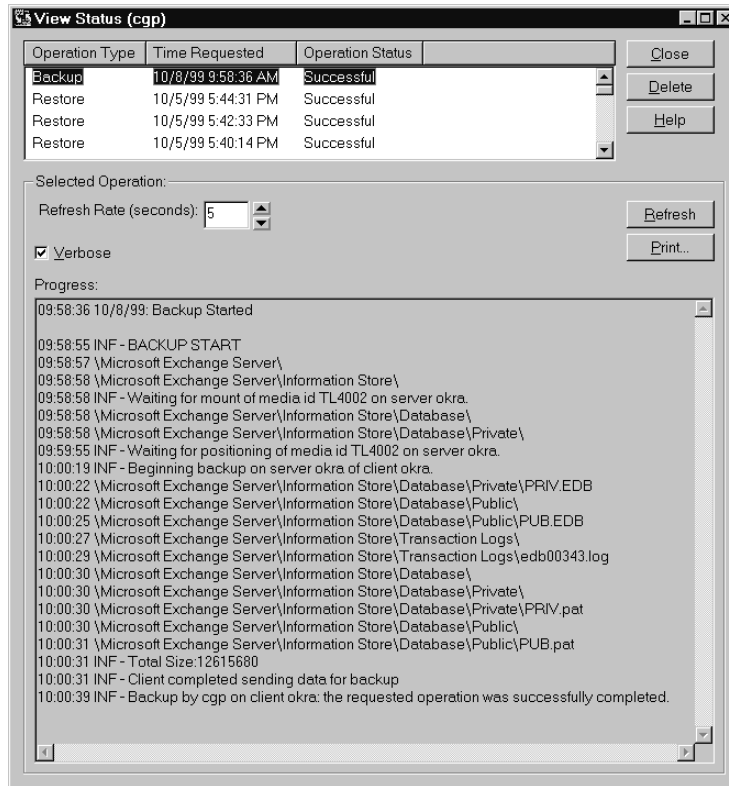 View Status (cgp)
Operation Type Time Requested Operation Status
Backup 10/8/99 9:58:36 AM Successful
Restore 10/5/99 5:44:31 PM Successful
Restore 10/5/99 5:42:33 PM Successful
Restore 10/5/99 5:40:14 PM Successful
Close
Delete
Help
Selected Operation:
Refresh Rate (seconds): 5
Refresh
Verbose
Print...
Progress:
09:58:36 10/8/99: Backup Started
09:58:55 INF - BACKUP START
09:58:57 \Microsoft Exchange Server\
09:58:58 \Microsoft Exchange Server\Information Store\
09:58:58 INF - Waiting for mount of media id TL4002 on server okra.
09:58:58 \Microsoft Exchange Server\Information Store\Database\
09:58:58 \Microsoft Exchange Server\Information Store\Database\Private\
09:59:55 INF - Waiting for positioning of media id TL4002 on server okra.
10:00:19 INF - Beginning backup on server okra of client okra.
10:00:22 \Microsoft Exchange Server\Information Store\Database\Private\PRIV.EDB
10:00:22 \Microsoft Exchange Server\Information Store\Database\Public\
10:00:25 \Microsoft Exchange Server\Information Store\Database\Public\PUB.EDB
10:00:27 \Microsoft Exchange Server\Information Store\Transaction Logs\
10:00:29 \Microsoft Exchange Server\Information Store\Transaction Logs\edb00343.log
10:00:30 \Microsoft Exchange Server\Information Store\Database\
10:00:30 \Microsoft Exchange Server\Information Store\Database\Private\
10:00:30 \Microsoft Exchange Server\Information Store\Database\Private\PRIV.pat
10:00:30 \Microsoft Exchange Server\Information Store\Database\Public\
10:00:31 \Microsoft Exchange Server\Information Store\Database\Public\PUB.pat
10:00:31 INF - Total Size:12615680
10:00:31 INF - Client completed sending data for backup
10:00:39 INF - Backup by cgp on client okra: the requested operation was successfully completed.